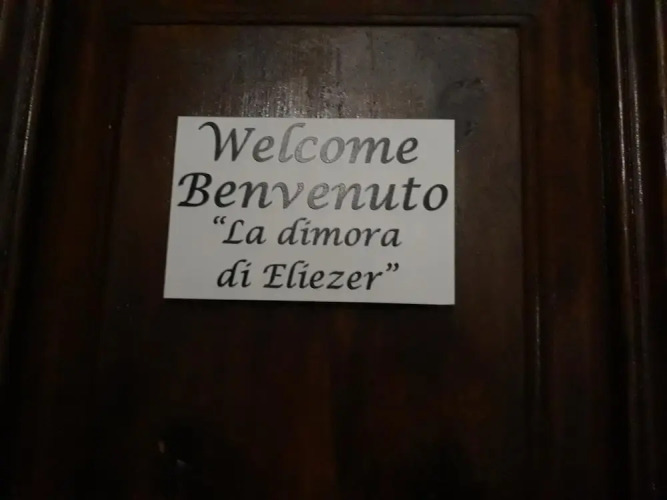 Welcome
Benvenuto
“La dimora
di Eliezer”